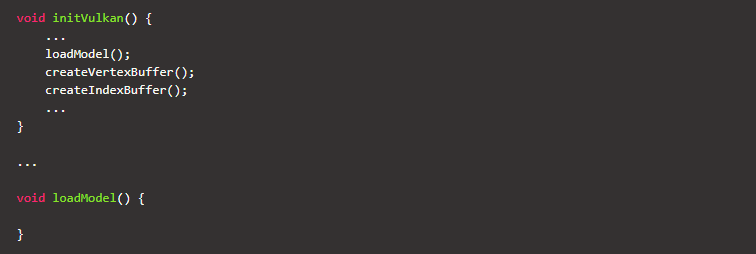 void initVulkan() {
    ...
    loadModel();
    createVertexBuffer();
    createIndexBuffer();
    ...
}

...

void loadModel() {

}